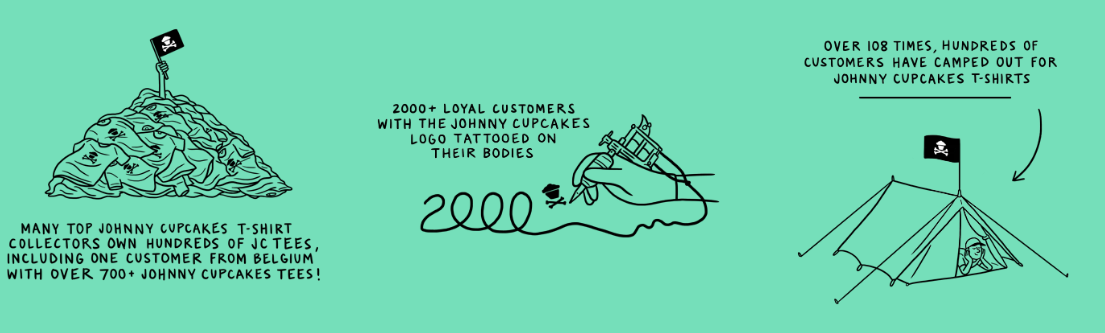 MANY TOP JOHNNY CUPCAKES T-SHIRT
COLLECTORS OWN HUNDREDS OF JC TEES,
INCLUDING ONE CUSTOMER FROM BELGIUM
WITH OVER 700+ JOHNNY CUPCAKES TEES!
2000+ LOYAL CUSTOMERS
WITH THE JOHNNY CUPCAKES
LOGO TATTOOED ON
THEIR BODIES
2000
OVER 108 TIMES, HUNDREDS OF
CUSTOMERS HAVE CAMPED OUT FOR
JOHNNY CUPCAKES T-SHIRTS